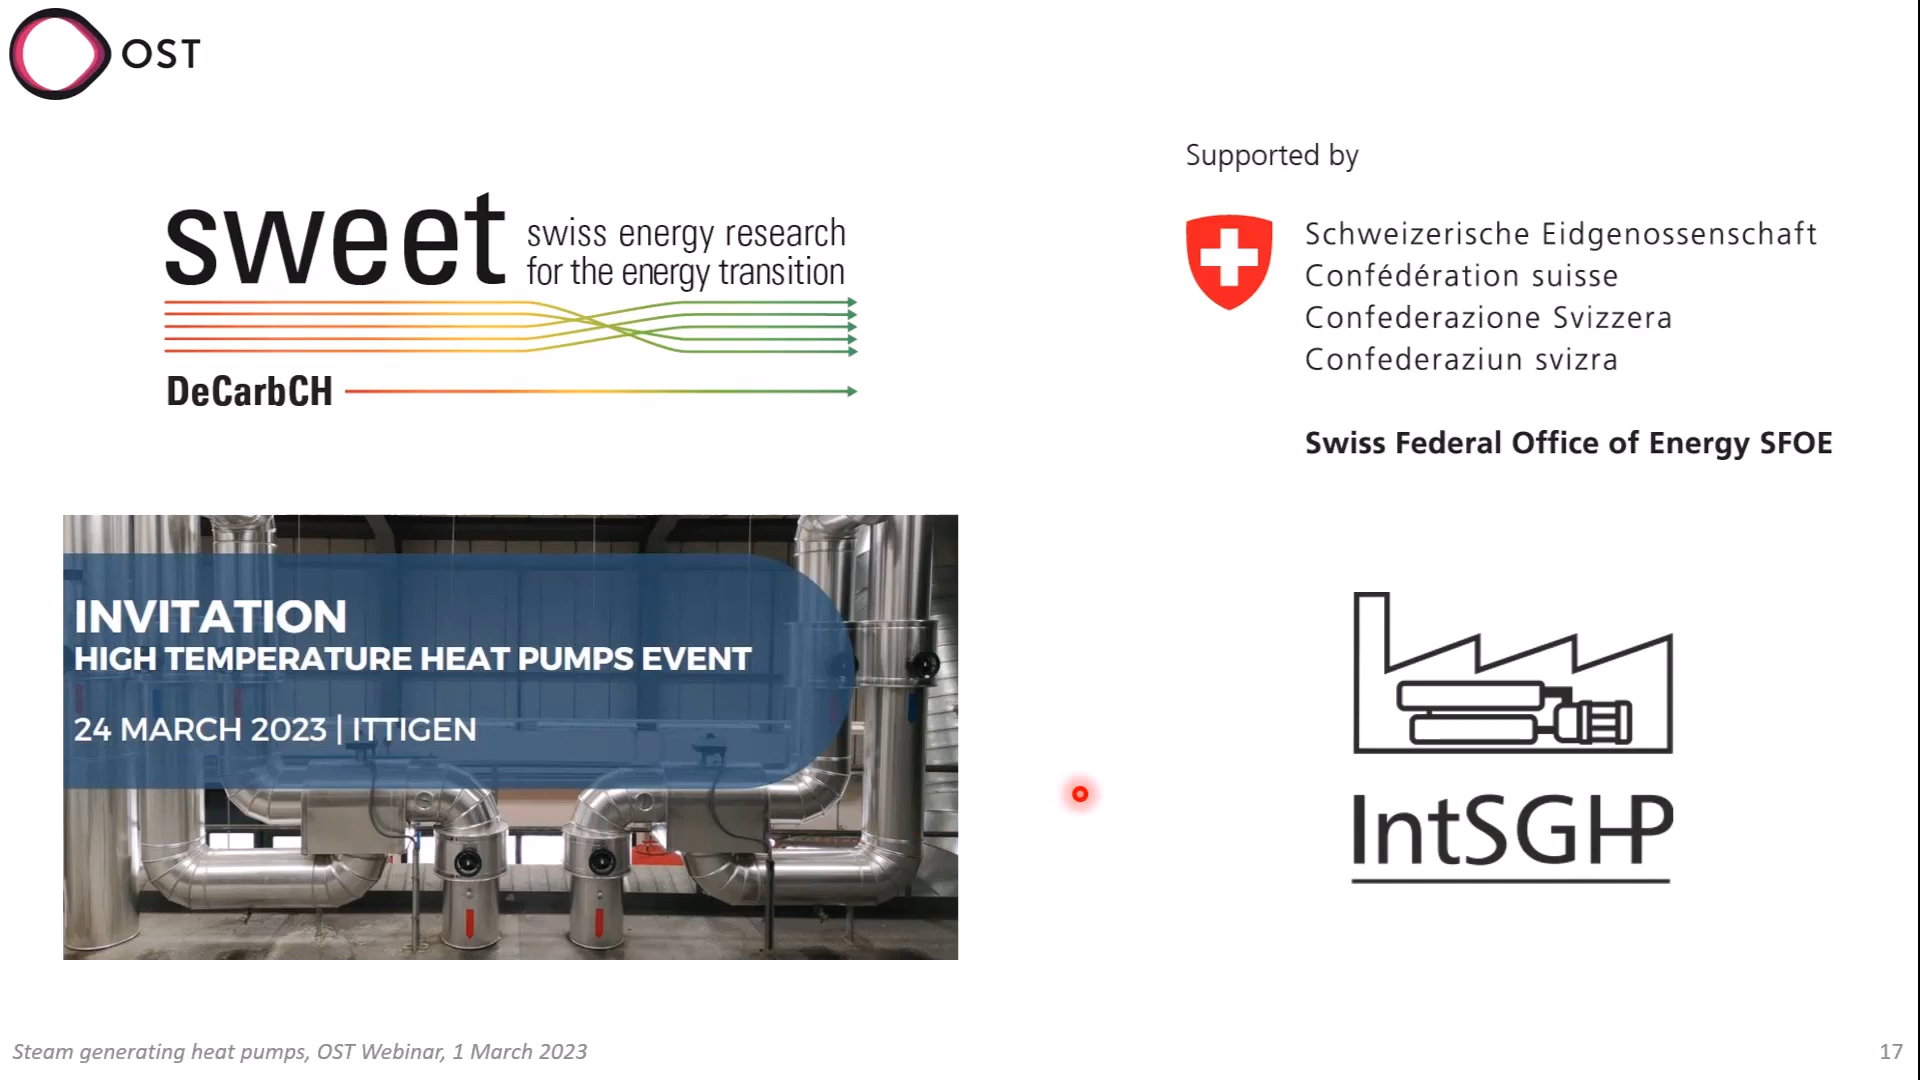 OST
sweet
swiss energy research
for the energy transition
DeCarbCH
Supported by
Schweizerische Eidgenossenschaft
Confédération suisse
Confederazione Svizzera
Confederaziun svizra
Swiss Federal Office of Energy SFOE
INVITATION
HIGH TEMPERATURE HEAT PUMPS EVENT
24 MARCH 2023 | ITTIGEN
IntSGHP
Steam generating heat pumps, OST Webinar, 1 March 2023
17